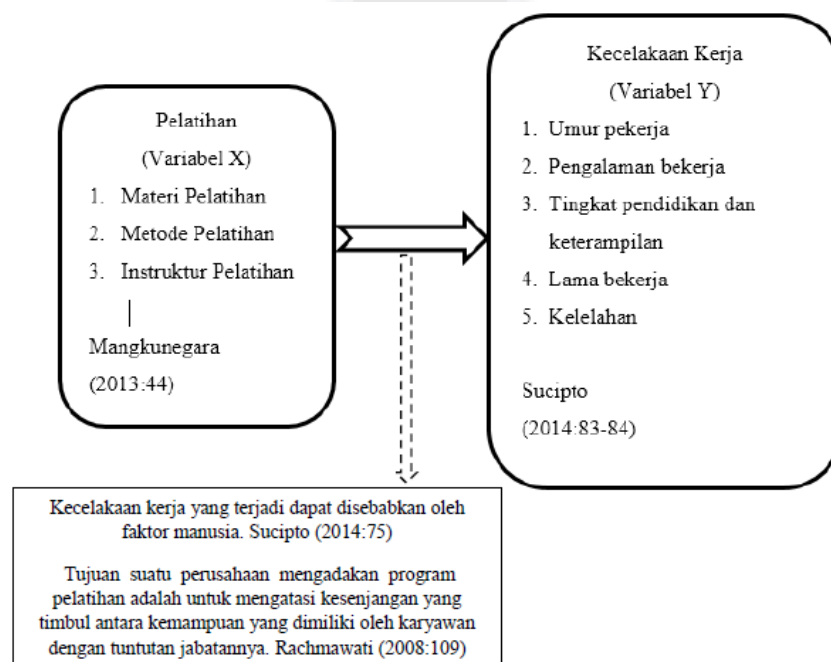 Pelatihan
(Variabel X)
1. Materi Pelatihan
2. Metode Pelatihan
3. Instruktur Pelatihan
Mangkunegara
(2013:44)
Kecelakaan Kerja
(Variabel Y)
1. Umur pekerja
2. Pengalaman bekerja
3. Tingkat pendidikan dan
keterampilan
4. Lama bekerja
5. Kelelahan
Sucipto
(2014:83-84)
Kecelakaan kerja yang terjadi dapat disebabkan oleh
faktor manusia. Sucipto (2014:75)
Tujuan suatu perusahaan mengadakan program
pelatihan adalah untuk mengatasi kesenjangan yang
timbul antara kemampuan yang dimiliki oleh karyawan
dengan tuntutan jabatannya. Rachmawati (2008:109)